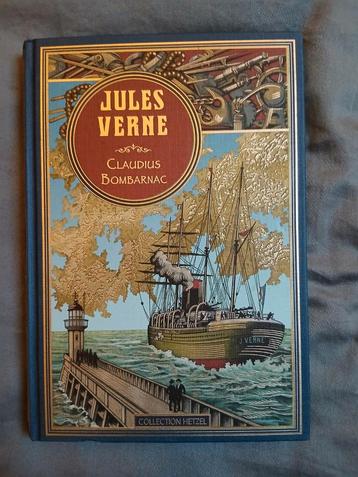 JULES
VERNE
CLAUDIUS
BOMBARNAC
J. VERNE
COLLECTION HETZEL